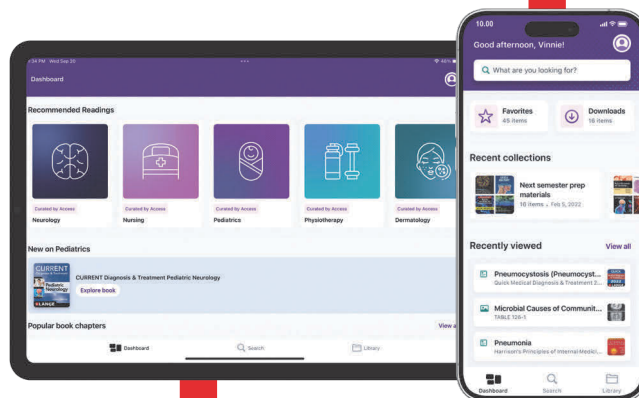 :34 PM Wed Sep 20
46%
Dashboard
Recommended Readings
Curated by Access
Neurology
Curated by Access
Nursing
Curated by Access
Pediatrics
Curated by Access
Physiotherapy
Curated by Access
Dermatology
New on Pediatrics
CURRENT
Pediatric
Neurology
LANGE
CURRENT Diagnosis & Treatment Pediatric Neurology
Explore book
Popular book chapters
View a
Dashboard
Search
Library
10.00
Good afternoon, Vinnie!
What are you looking for?
Favorites
45 items
Downloads
16 items
Recent collections
Next semester prep
materials
16 items • Feb 5, 2022
Recently viewed
View all
Pneumocystosis (Pneumocyst...
Quick Medical Diagnosis & Treatment 2...
Microbial Causes of Communit...
TABLE 126-1
Pneumonia
Harrison's Principles of Internal Medici...
Dashboard
Search
Library